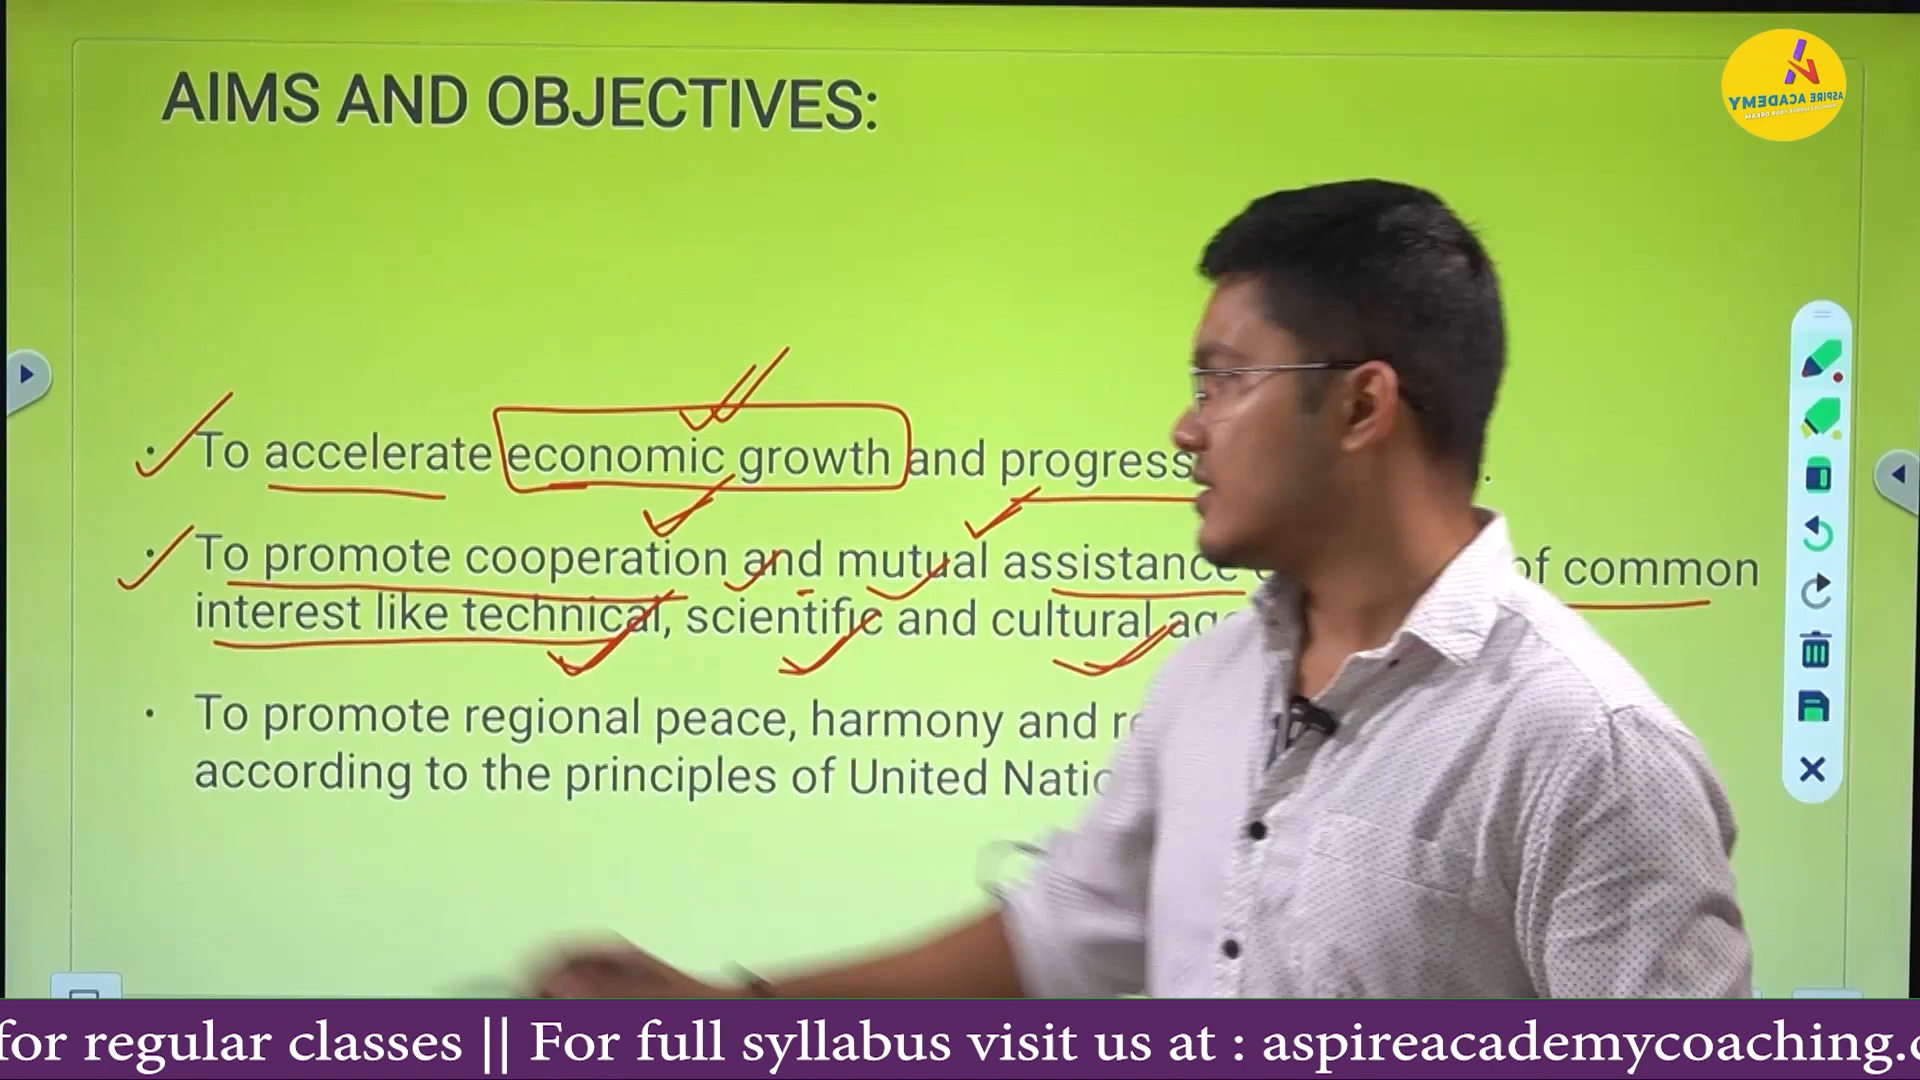 AIMS AND OBJECTIVES:
ASPIRE ACADEMY
To accelerate economic growth and progress
To promote cooperation and mutual assistance of common
interest like technical, scientific and cultural
To promote regional peace, harmony and
according to the principles of United
for regular classes || For full syllabus visit us at : aspireacademycoaching.